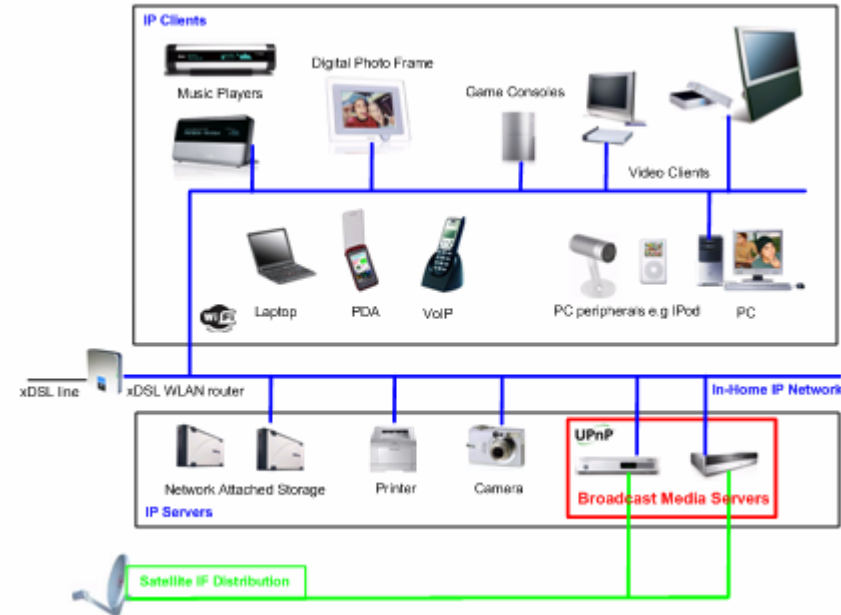 IP Clients
Digital Photo Frame
Music Players
Game Consoles
Video Clients
WiFi
Laptop
PDA
VoIP
PC peripherals e.g IPod
PC
xDSL line
xDSL WLAN router
In-Home IP Network
UPnP
Network Attached Storage
Printer
Camera
Broadcast Media Servers
IP Servers
Satellite IF Distribution